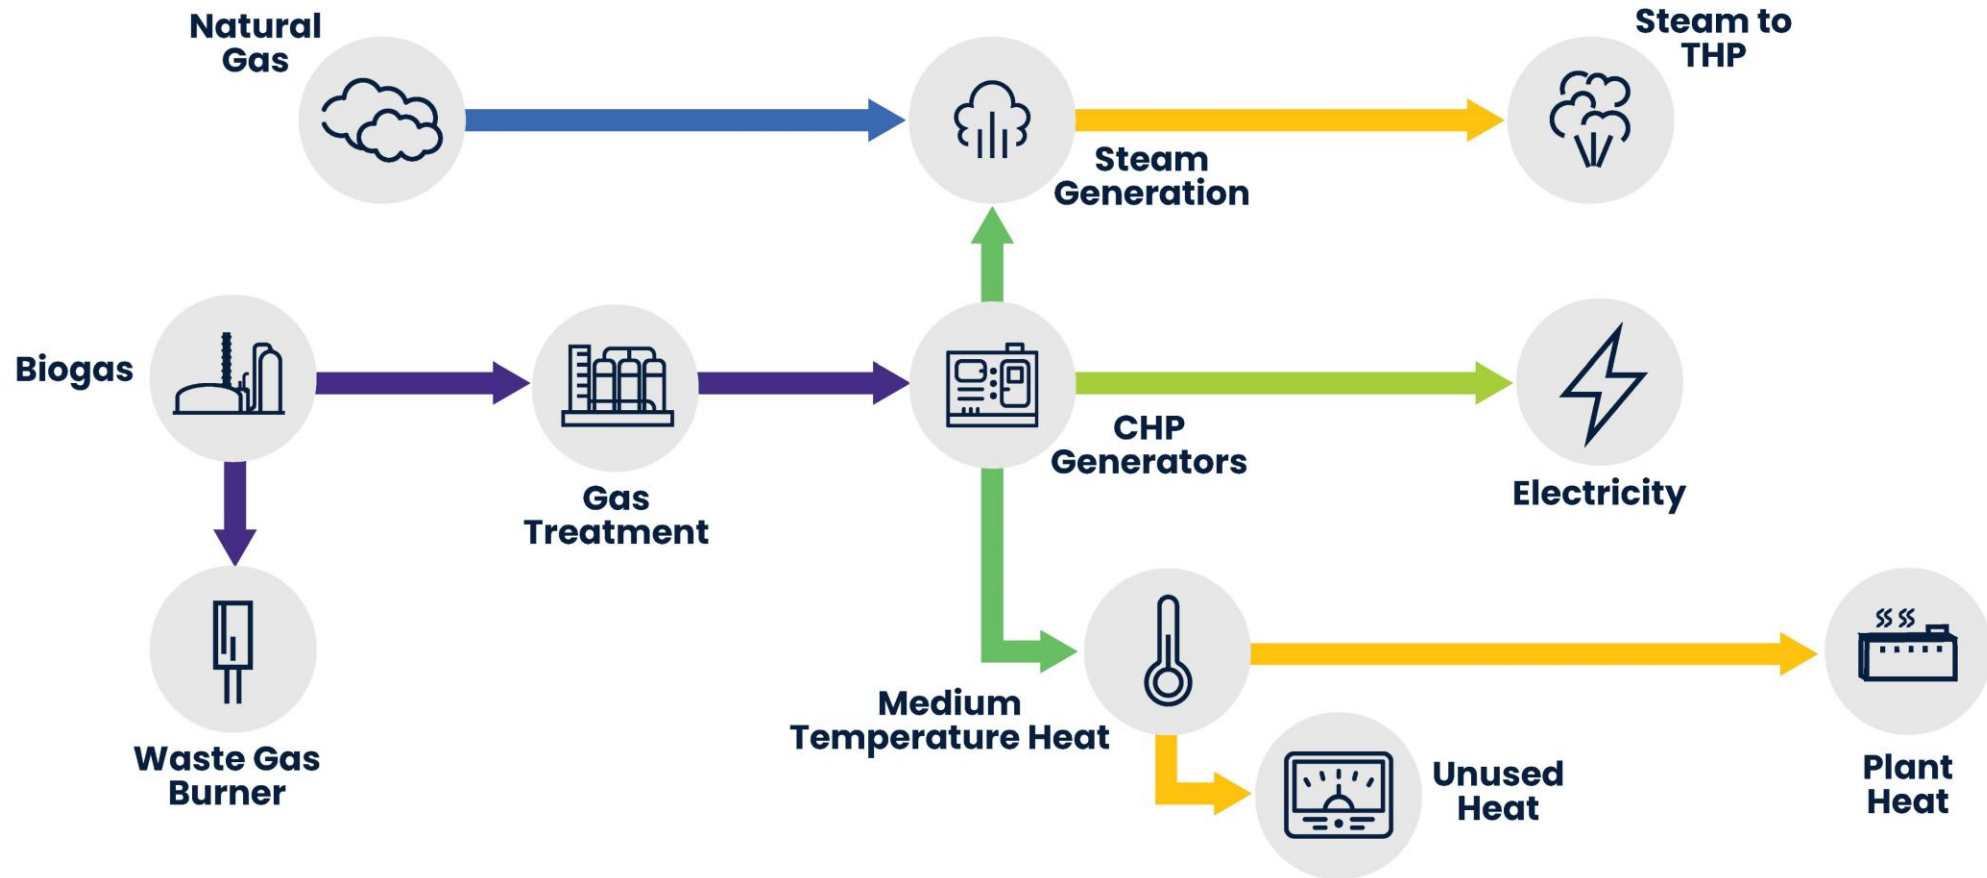 Natural
Gas
Steam to
THP
Steam
Generation
Biogas
Gas
Treatment
CHP
Generators
Electricity
Waste Gas
Burner
Medium
Temperature Heat
Unused
Heat
Plant
Heat